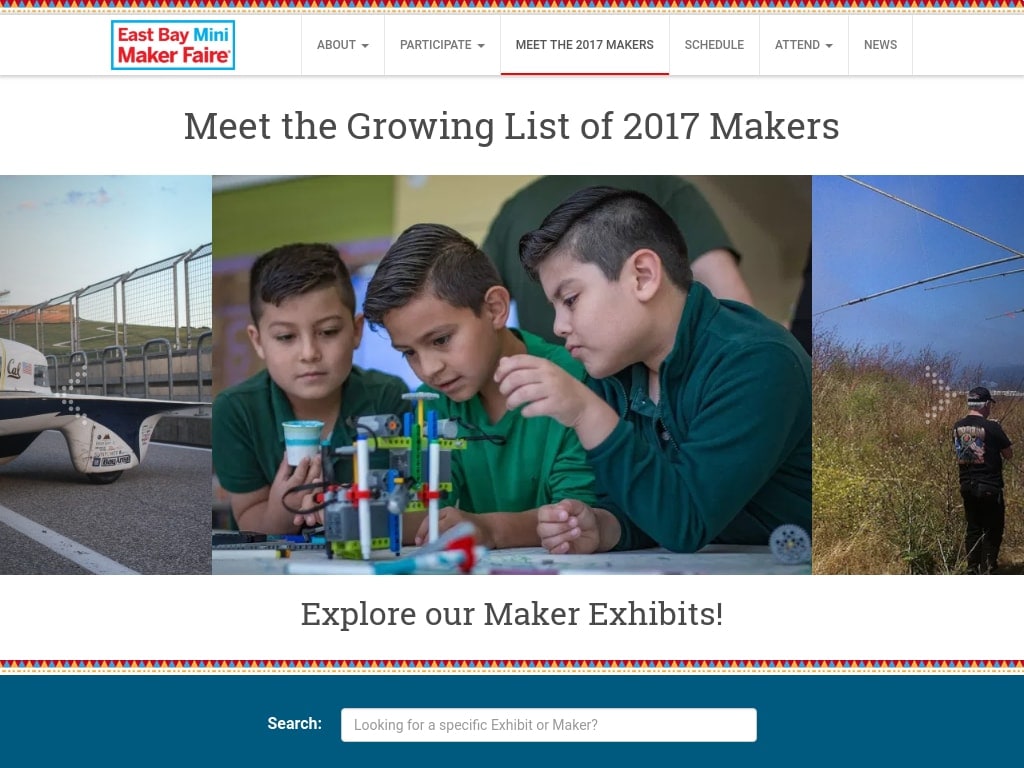 East Bay Mini
Maker Faire
ABOUT
PARTICIPATE
MEET THE 2017 MAKERS
SCHEDULE
ATTEND
NEWS
Meet the Growing List of 2017 Makers
Cal
Explore our Maker Exhibits!
Search:
Looking for a specific Exhibit or Maker?